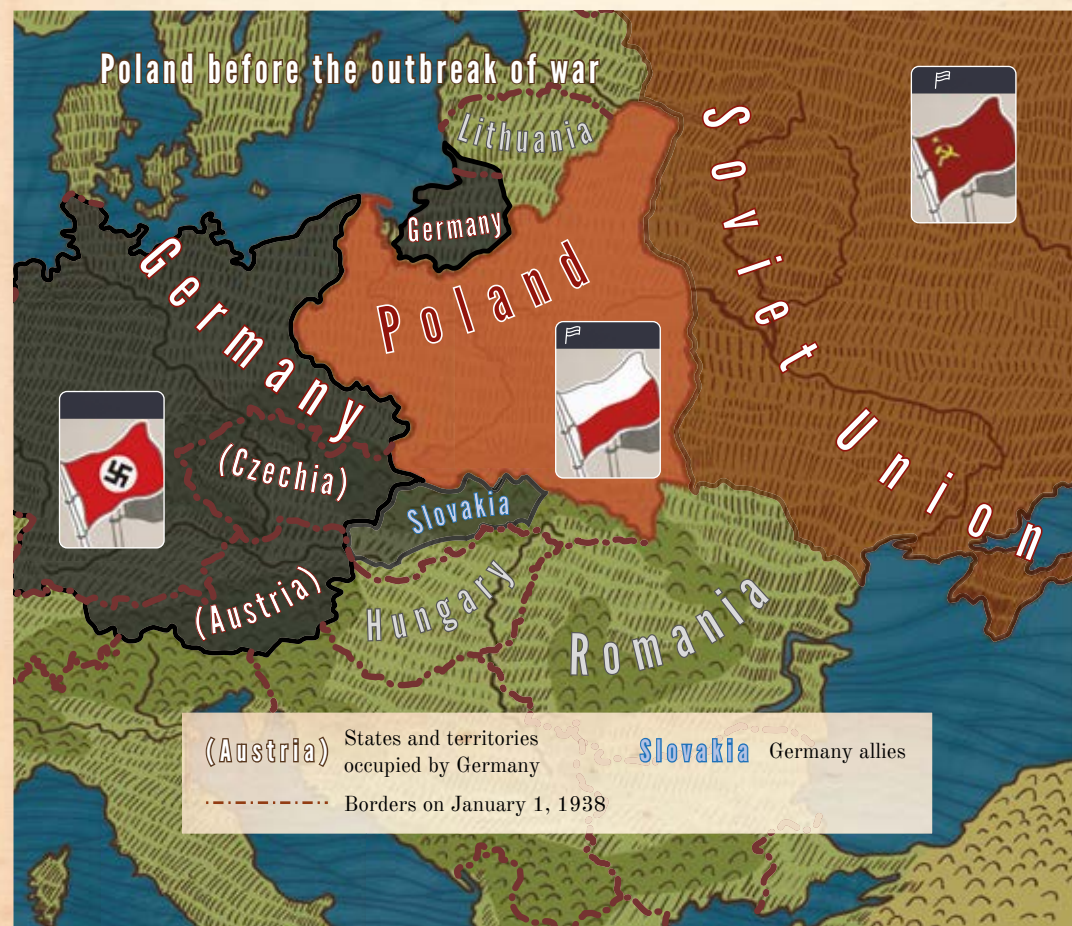 Poland before the outbreak of war
Lithuania
Soviet Union
Germany
Germany
Poland
(Czechia)
Slovakia
(Austria)
Hungary
Romania
(Austria) States and territories
occupied by Germany
Slovakia Germany allies
Borders on January 1, 1938